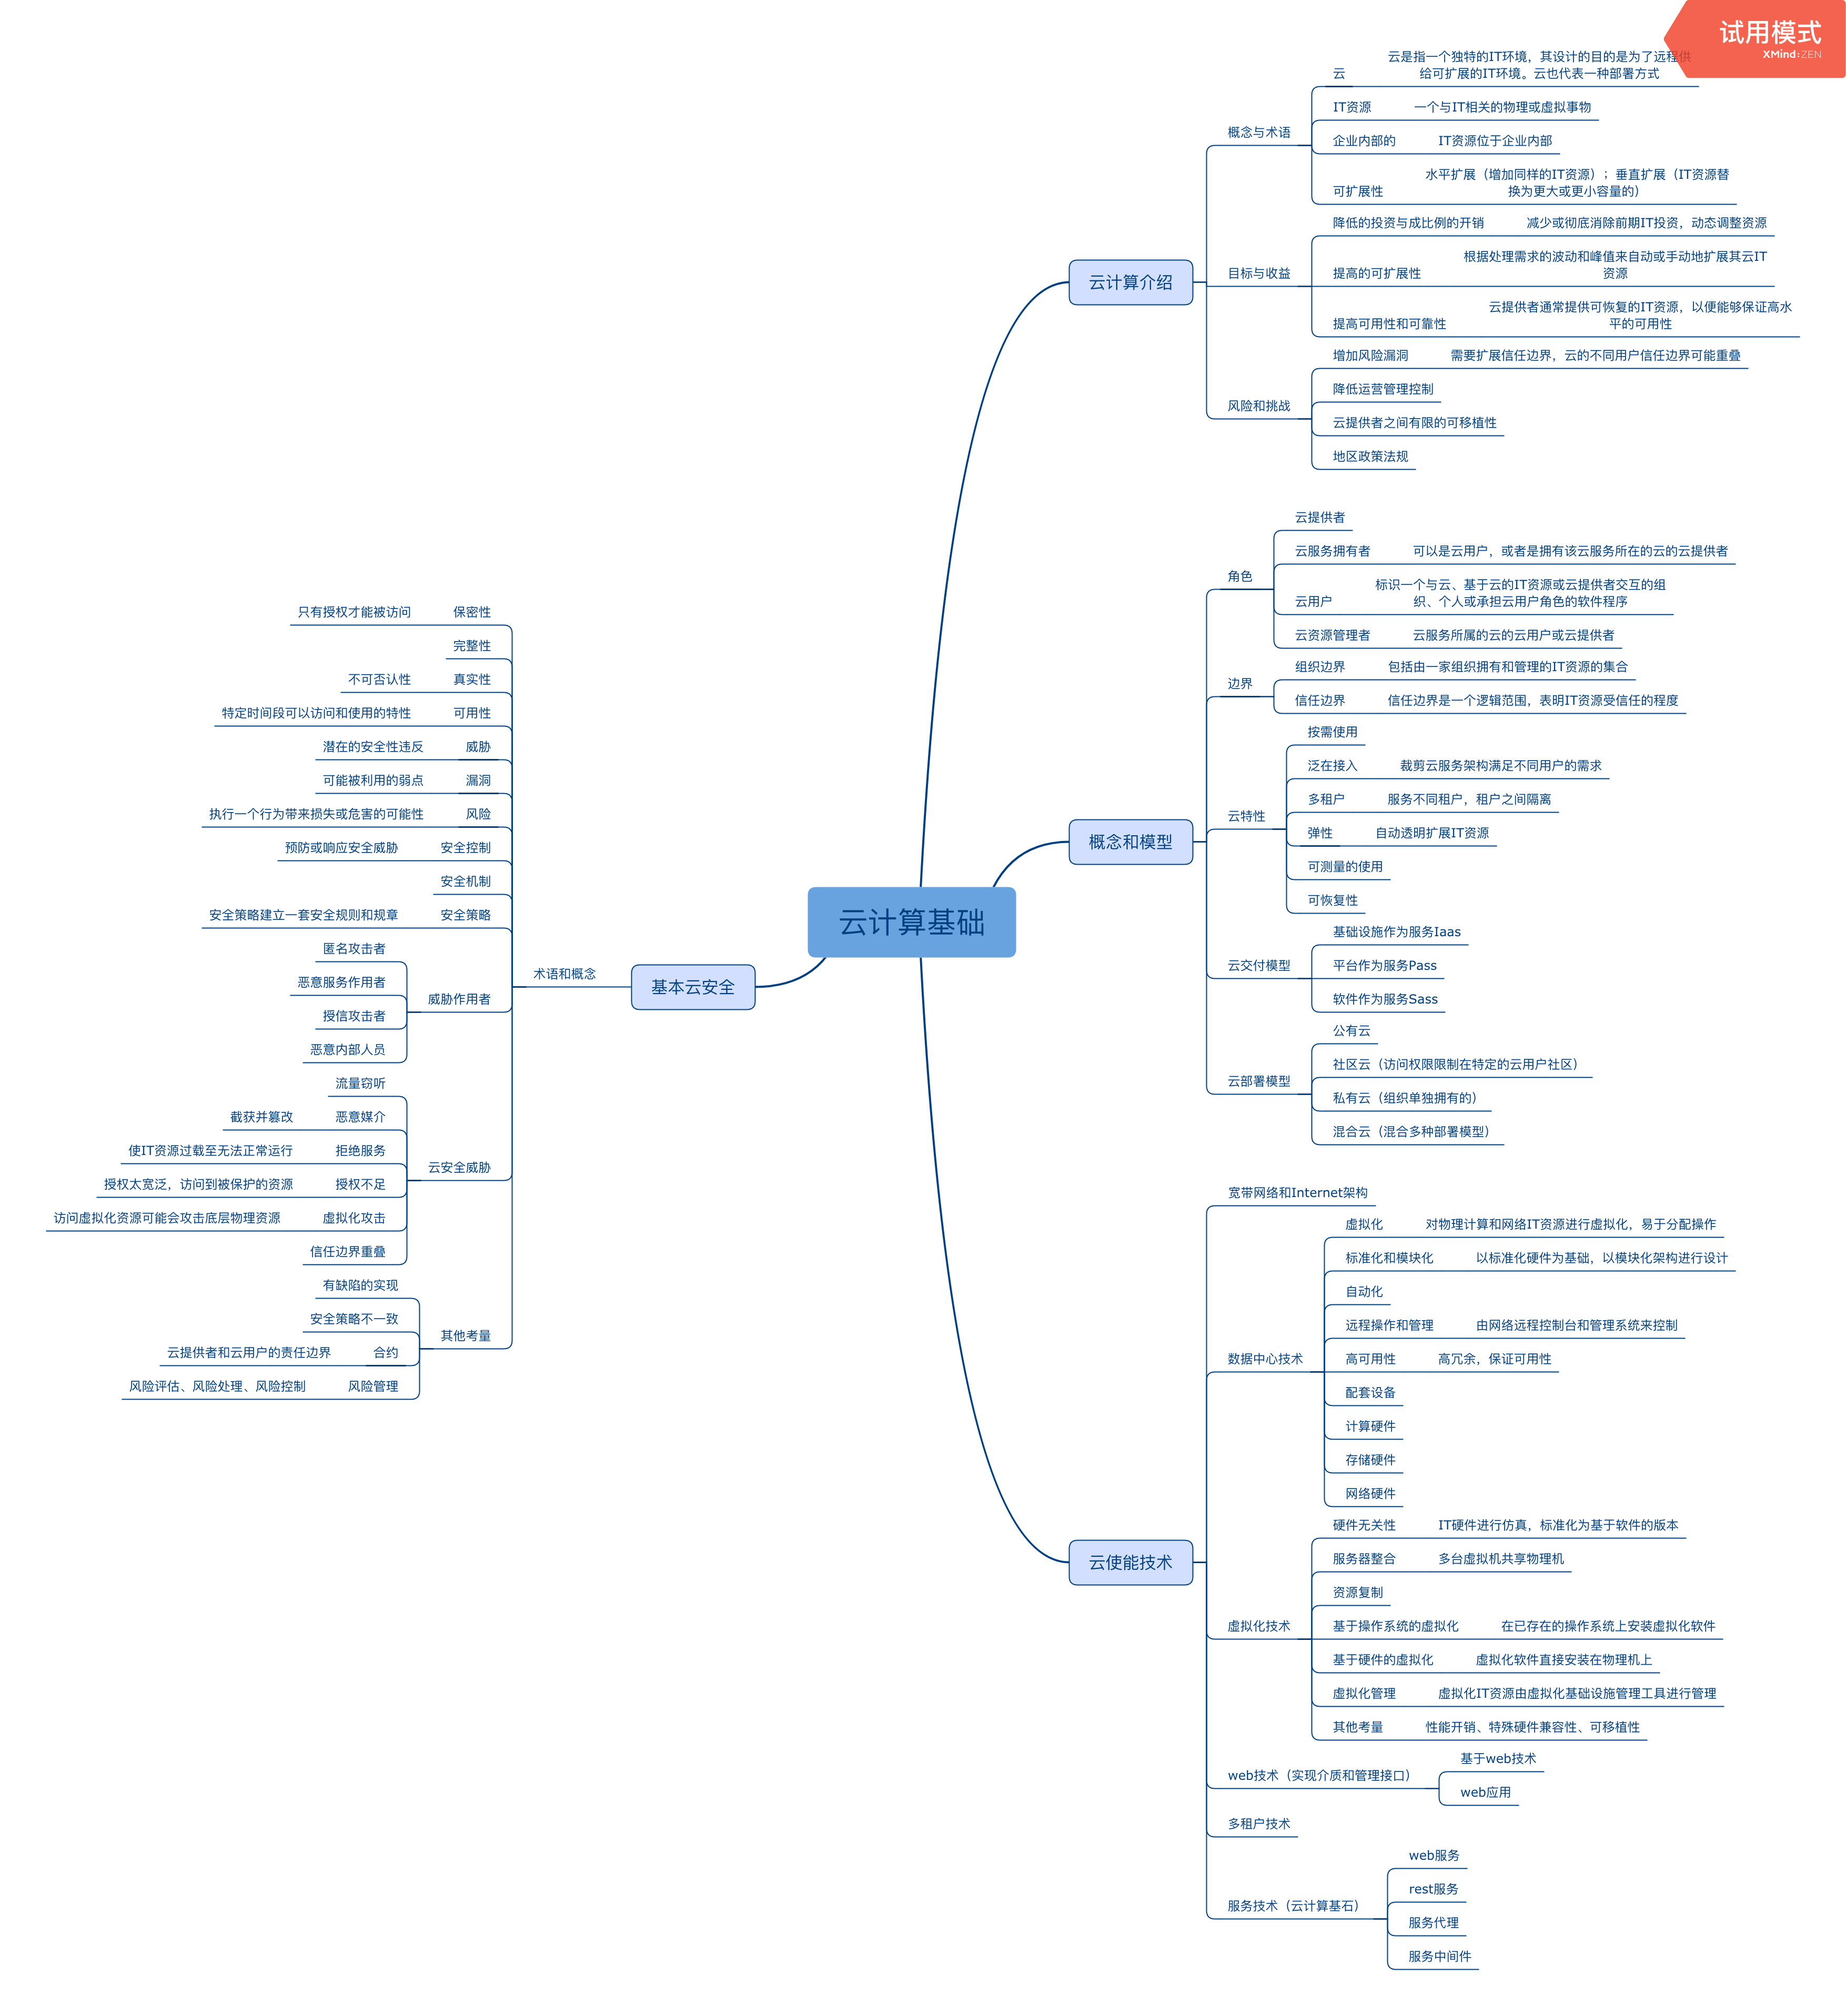 试用模式
XMind:ZEN
云计算基础
云计算介绍
概念与术语
云
云是指一个独特的IT环境，其设计的目的是为了远程供
给可扩展的IT环境。云也代表一种部署方式
IT资源
一个与IT相关的物理或虚拟事物
企业内部的
IT资源位于企业内部
可扩展性
水平扩展（增加同样的IT资源）；垂直扩展（IT资源替
换为更大或更小容量的）
目标与收益
降低的投资与成比例的开销
减少或彻底消除前期IT投资，动态调整资源
提高的可扩展性
根据处理需求的波动和峰值来自动或手动地扩展其云IT
资源
提高可用性和可靠性
云提供者通常提供可恢复的IT资源，以便能够保证高水
平的可用性
风险和挑战
增加风险漏洞
需要扩展信任边界，云的不同用户信任边界可能重叠
降低运营管理控制
云提供者之间有限的可移植性
地区政策法规
概念和模型
角色
云提供者
云服务拥有者
可以是云用户，或者是拥有该云服务所在的云的云提供者
云用户
标识一个与云、基于云的IT资源或云提供者交互的组
织、个人或承担云用户角色的软件程序
云资源管理者
云服务所属的云的云用户或云提供者
边界
组织边界
包括由一家组织拥有和管理的IT资源的集合
信任边界
信任边界是一个逻辑范围，表明IT资源受信任的程度
云特性
按需使用
泛在接入
裁剪云服务架构满足不同用户的需求
多租户
服务不同租户，租户之间隔离
弹性
自动透明扩展IT资源
可测量的使用
可恢复性
云交付模型
基础设施作为服务Iaas
平台作为服务Pass
软件作为服务Sass
云部署模型
公有云
社区云（访问权限限制在特定的云用户社区）
私有云（组织单独拥有的）
混合云（混合多种部署模型）
云使能技术
宽带网络和Internet架构
数据中心技术
虚拟化
对物理计算和网络IT资源进行虚拟化，易于分配操作
标准化和模块化
以标准化硬件为基础，以模块化架构进行设计
自动化
远程操作和管理
由网络远程控制台和管理系统来控制
高可用性
高冗余，保证可用性
配套设备
计算硬件
存储硬件
网络硬件
虚拟化技术
硬件无关性
IT硬件进行仿真，标准化为基于软件的版本
服务器整合
多台虚拟机共享物理机
资源复制
基于操作系统的虚拟化
在已存在的操作系统上安装虚拟化软件
基于硬件的虚拟化
虚拟化软件直接安装在物理机上
虚拟化管理
虚拟化IT资源由虚拟化基础设施管理工具进行管理
其他考量
性能开销、特殊硬件兼容性、可移植性
web技术（实现介质和管理接口）
基于web技术
web应用
多租户技术
服务技术（云计算基石）
web服务
rest服务
服务代理
服务中间件
基本云安全
术语和概念
保密性
只有授权才能被访问
完整性
真实性
不可否认性
可用性
特定时间段可以访问和使用的特性
威胁
潜在的安全性违反
漏洞
可能被利用的弱点
风险
执行一个行为带来损失或危害的可能性
安全控制
预防或响应安全威胁
安全机制
安全策略
安全策略建立一套安全规则和规章
威胁作用者
匿名攻击者
恶意服务作用者
授信攻击者
恶意内部人员
云安全威胁
流量窃听
恶意媒介
截获并篡改
拒绝服务
使IT资源过载至无法正常运行
授权不足
授权太宽泛，访问到被保护的资源
虚拟化攻击
访问虚拟化资源可能会攻击底层物理资源
信任边界重叠
其他考量
有缺陷的实现
安全策略不一致
合约
云提供者和云用户的责任边界
风险管理
风险评估、风险处理、风险控制